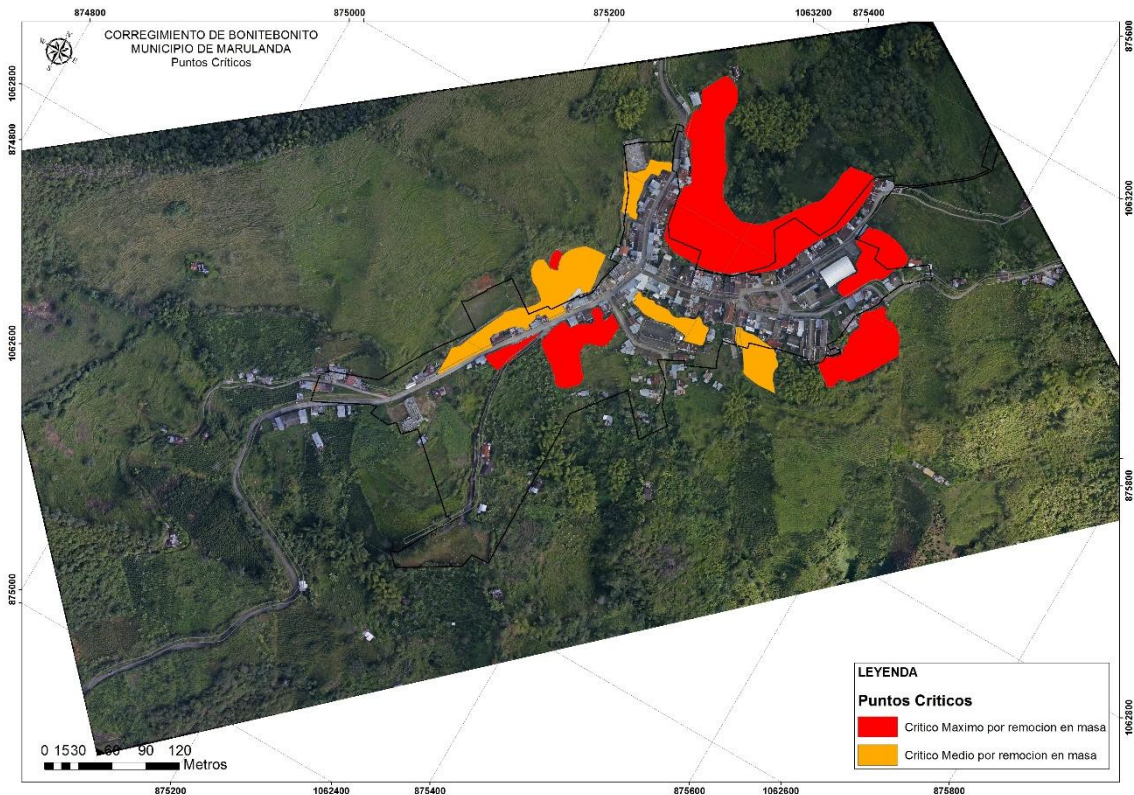 874800
875000
875200
1063200
875400
CORREGIMIENTO DE BONITEBONITO
MUNICIPIO DE MARULANDA
Puntos Críticos
N
E
S
W
1062800
874800
1062600
875000
875600
1063200
875800
1062800
LEYENDA
Puntos Criticos
Critico Maximo por remocion en masa
Critico Medio por remocion en masa
0 1530 60 90 120
Metros
875200
1062400
875400
875600
1062600
875800